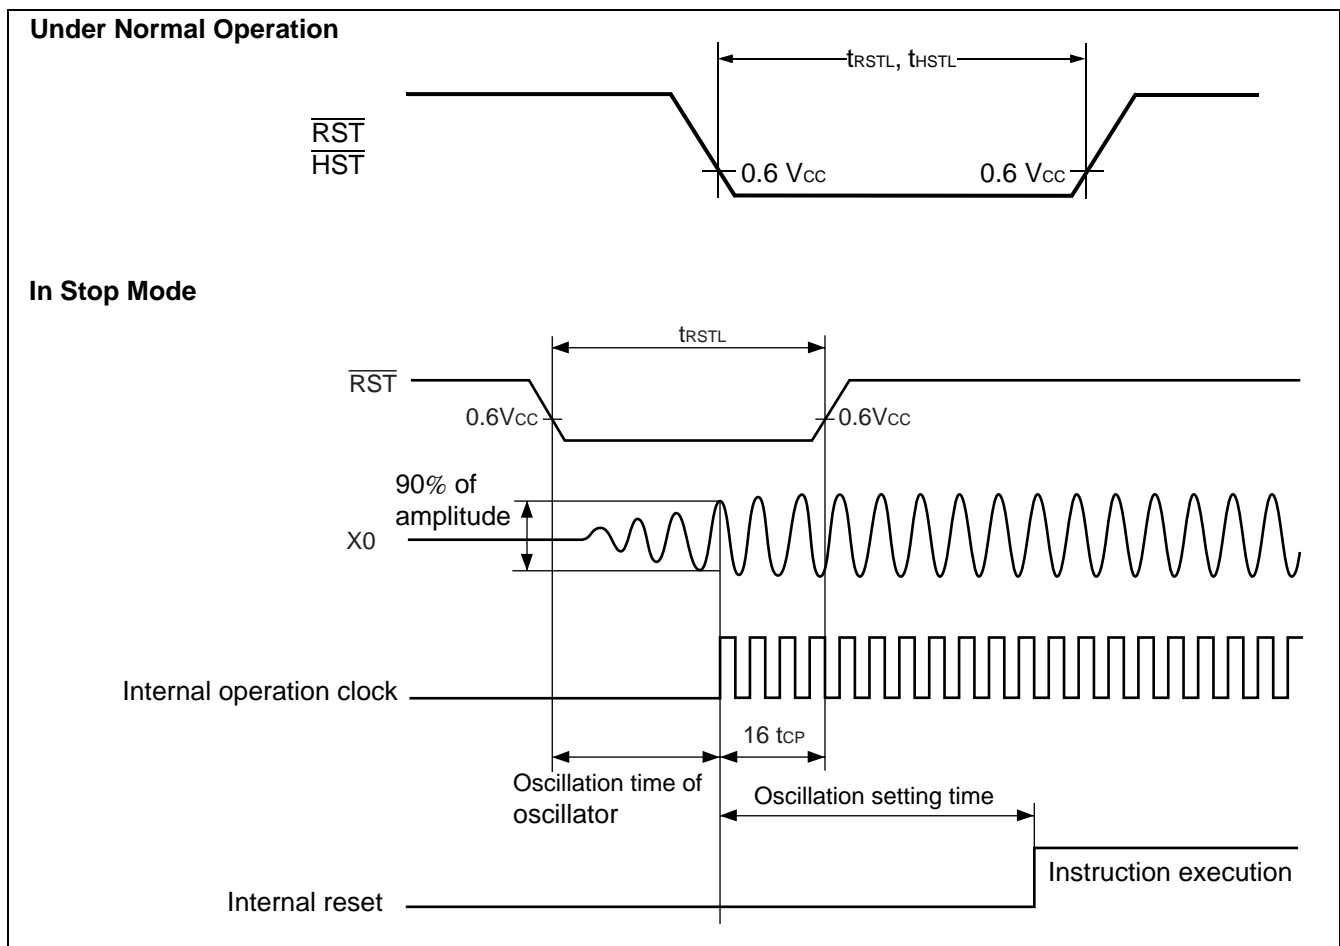 Under Normal Operation
tRSTL, tHSTL
RST
HST
0.6 VCC
0.6 VCC
In Stop Mode
tRSTL
RST
0.6VCC
0.6VCC
90% of
amplitude
X0
Internal operation clock
16 tCP
Oscillation time of
oscillator
Oscillation setting time
Instruction execution
Internal reset